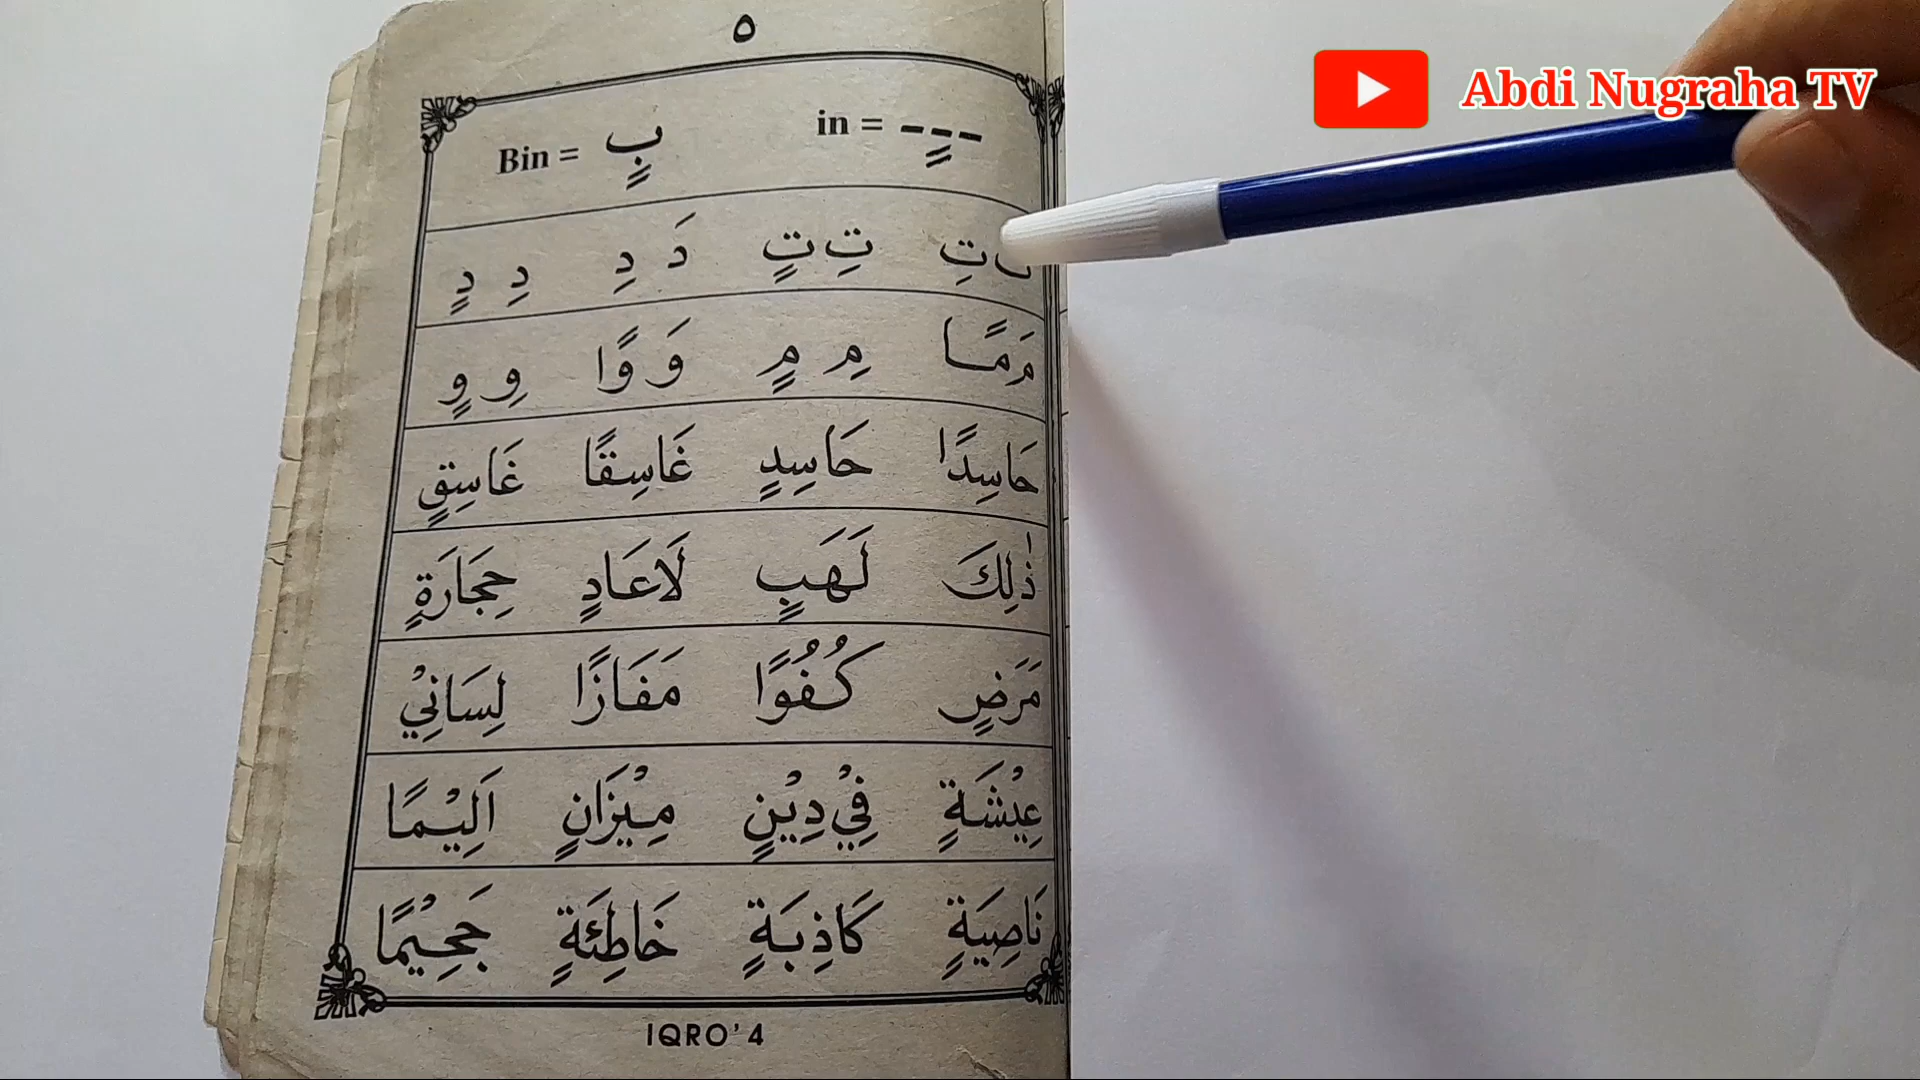 ٥
Abdi Nugraha TV
in = ---ٍ Bin = بٍ
تِ تِ تٍ دَ دِ دِ دٍ
مَ مًا مِ مٍ وَ وًا وِ وٍ
حَاسِدًا حَاسِدٍ غَاسِقًا غَاسِقٍ
ذٰلِكَ لَهَبٍ لَاعَادٍ حِجَارَةٍ
مَرَضٍ كُفُوًا مَفَازًا لِسَانِيْ
عِيْشَةٍ فِيْ دِيْنٍ مِيْزَانٍ اَلِيْمًا
نَاصِيَةٍ كَاذِبَةٍ خَاطِئَةٍ جَحِيْمًا
IQRO' 4